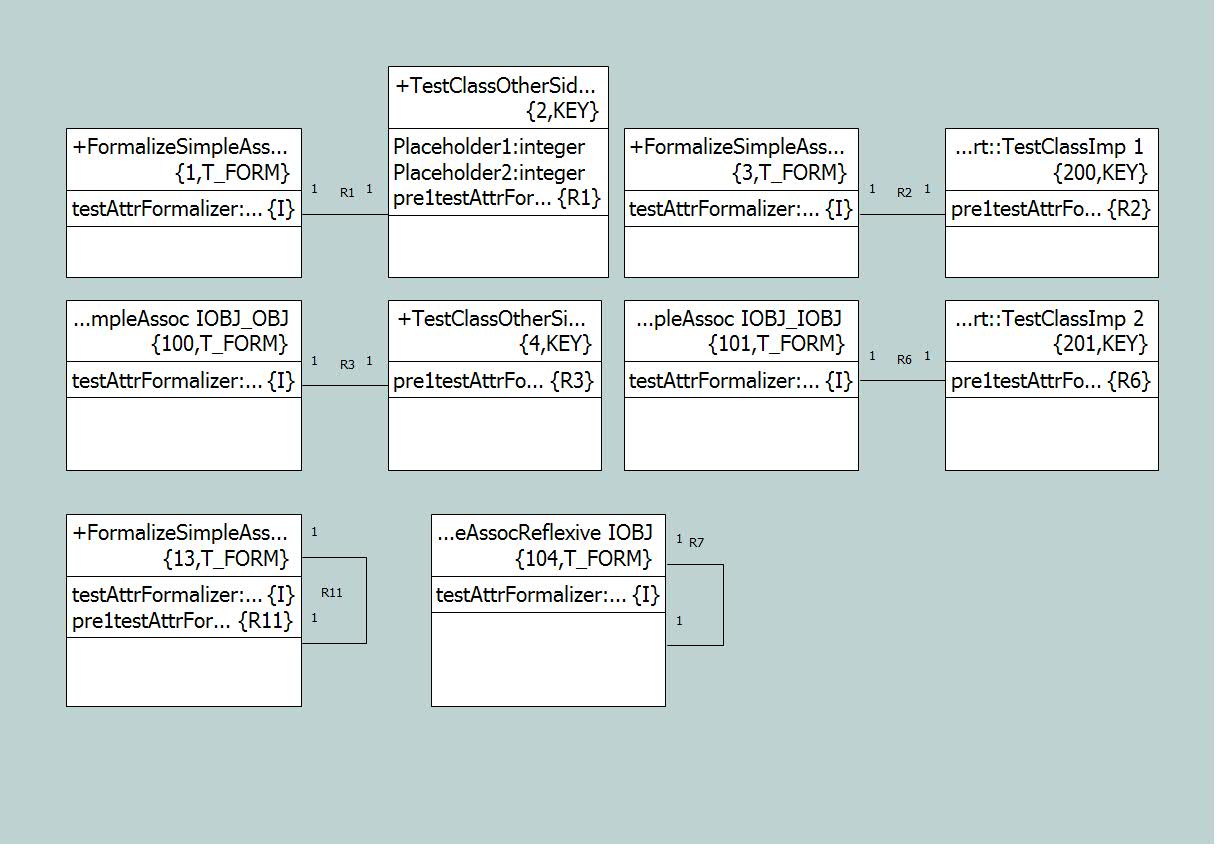 +FormalizeSimpleAss...
{1,T_FORM}
testAttrFormalizer:... {I}
1 R1 1
+TestClassOtherSid...
{2,KEY}
Placeholder1:integer
Placeholder2:integer
pre1testAttrFor... {R1}
+FormalizeSimpleAss...
{3,T_FORM}
testAttrFormalizer:... {I}
1 R2 1
...rt::TestClassImp 1
{200,KEY}
pre1testAttrFo... {R2}
...mpleAssoc IOBJ_OBJ
{100,T_FORM}
testAttrFormalizer:... {I}
1 R3 1
+TestClassOtherSi...
{4,KEY}
pre1testAttrFo... {R3}
...pleAssoc IOBJ_IOBJ
{101,T_FORM}
testAttrFormalizer:... {I}
1 R6 1
...rt::TestClassImp 2
{201,KEY}
pre1testAttrFo... {R6}
+FormalizeSimpleAss...
{13,T_FORM}
testAttrFormalizer:... {I}
pre1testAttrFor... {R11}
1
R11
1
...eAssocReflexive IOBJ
{104,T_FORM}
testAttrFormalizer:... {I}
1 R7
1